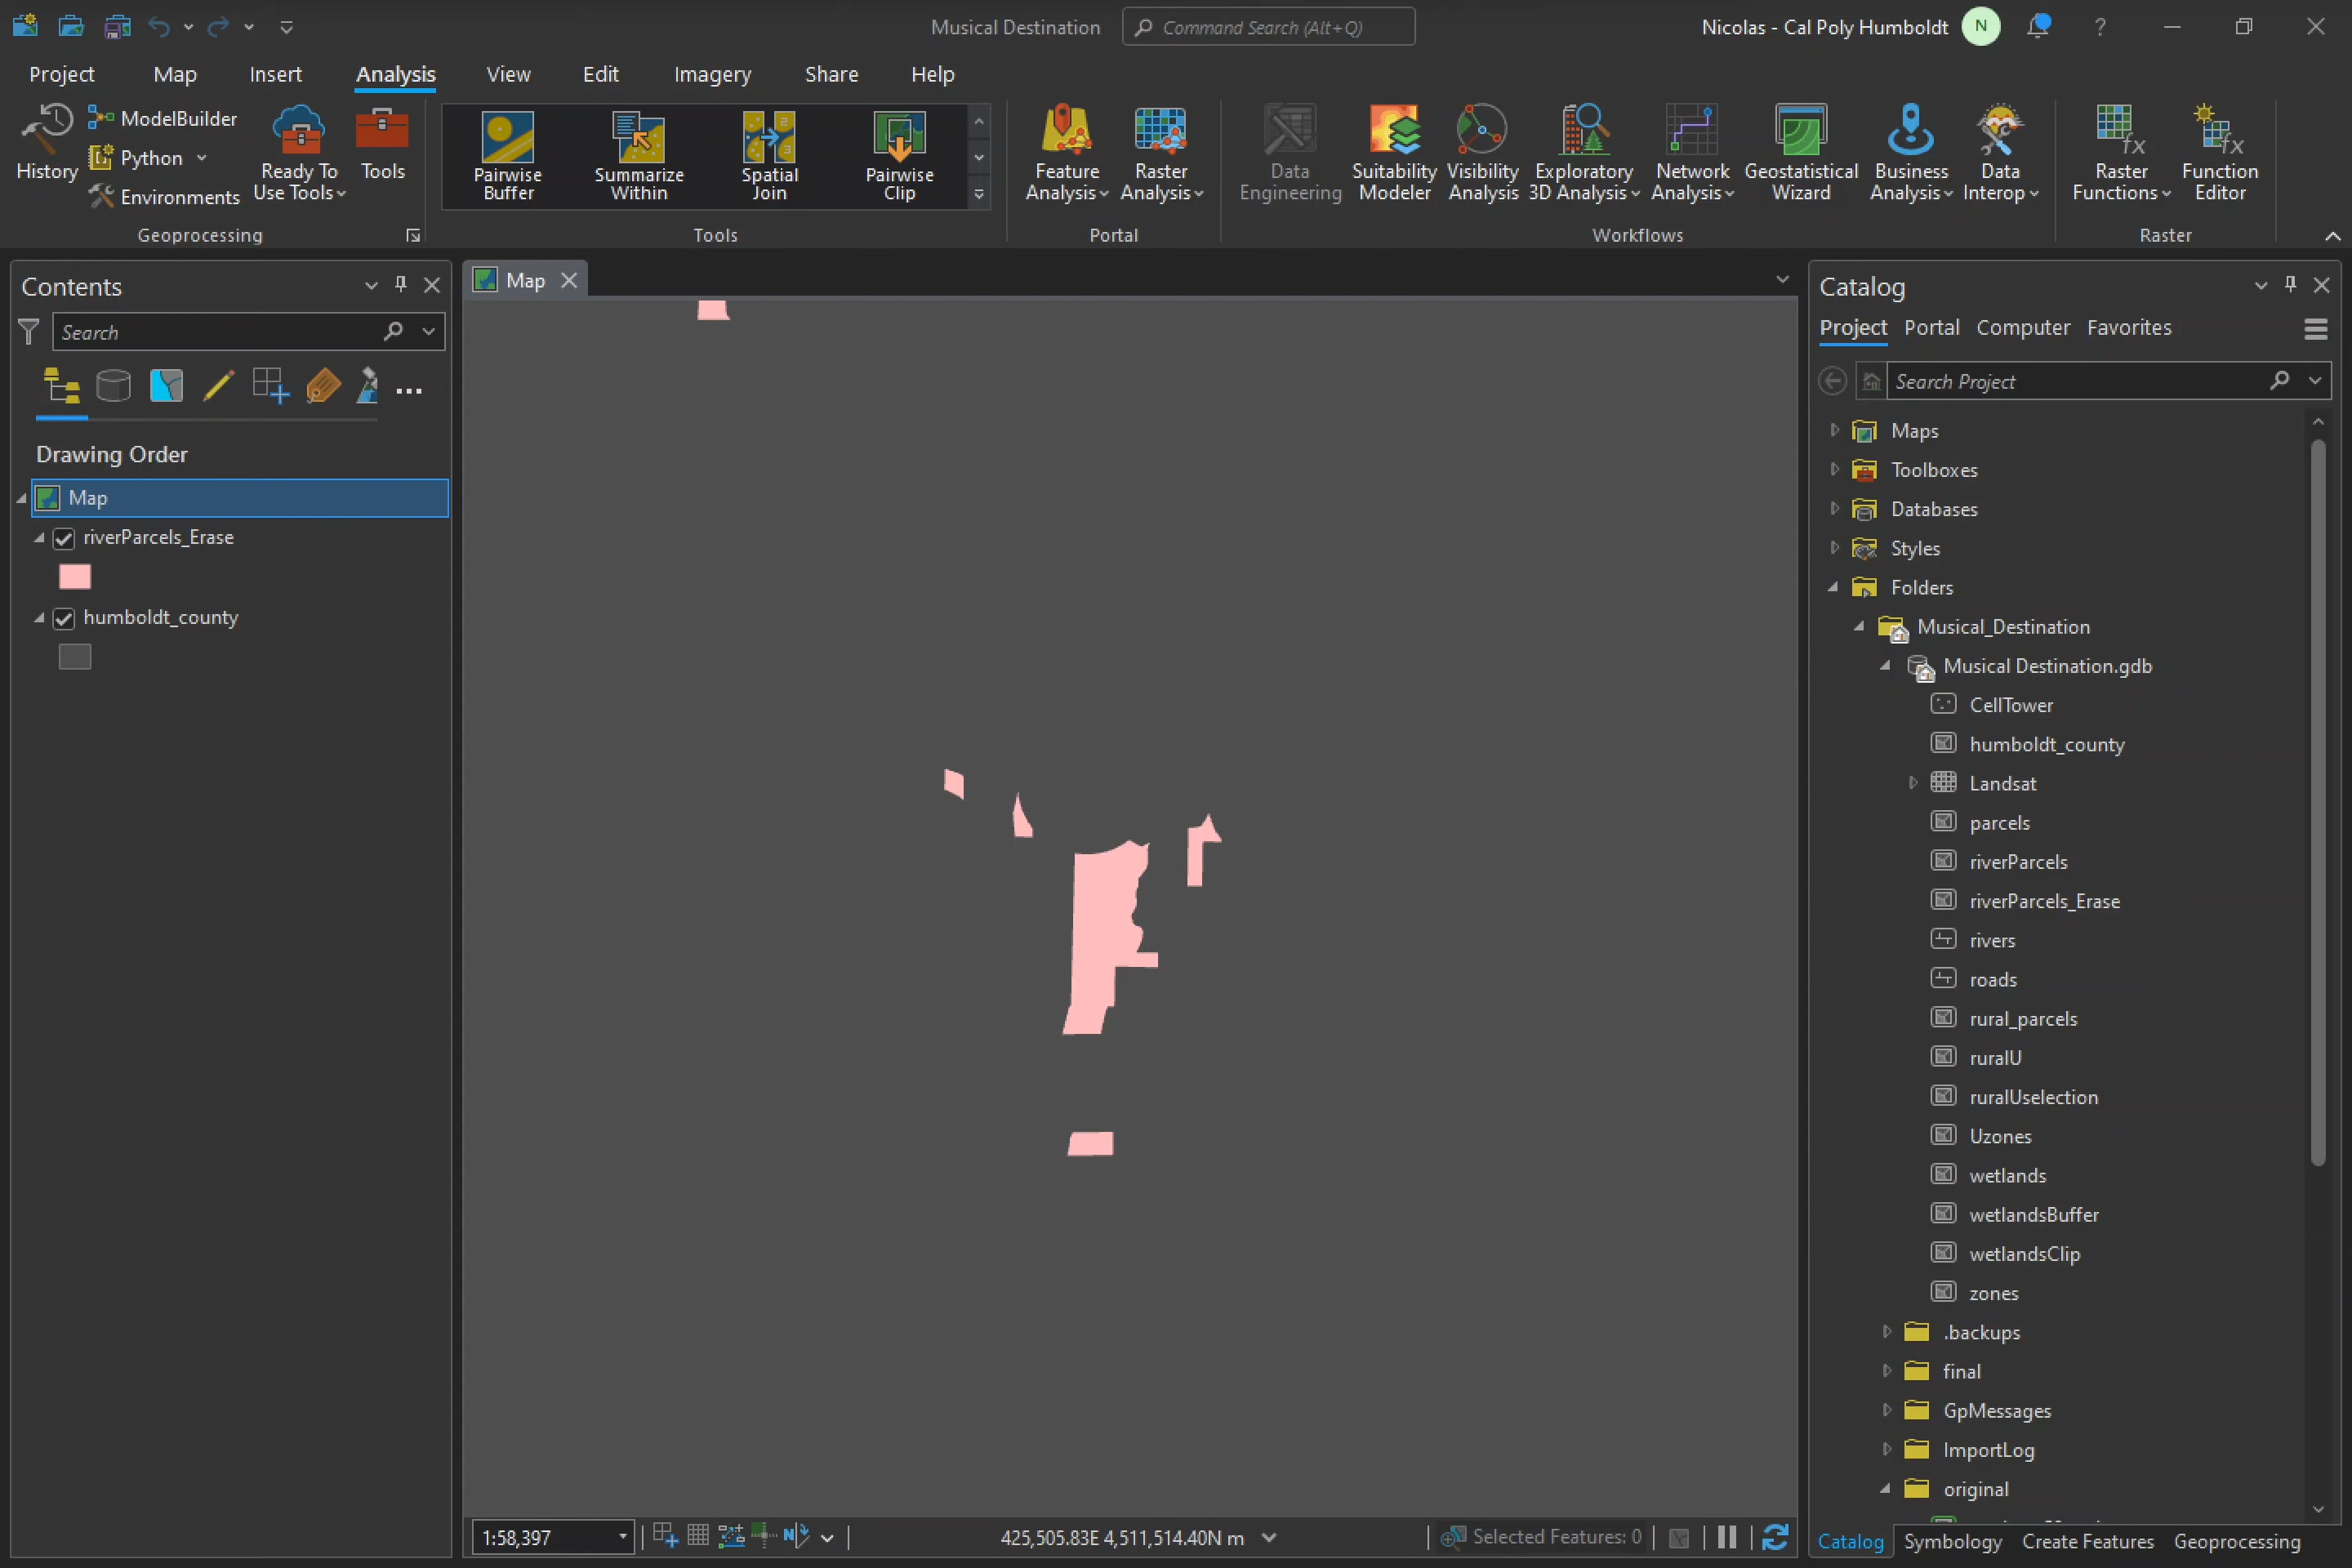 Musical Destination
Command Search (Alt+Q)
Nicolas - Cal Poly Humboldt
N
?
Project
Map
Insert
Analysis
View
Edit
Imagery
Share
Help
History
ModelBuilder
Python
Environments
Ready To
Use Tools
Tools
Geoprocessing
Pairwise
Buffer
Summarize
Within
Spatial
Join
Pairwise
Clip
Tools
Feature
Analysis
Raster
Analysis
Portal
Data
Engineering
Suitability
Modeler
Visibility
Analysis
Exploratory
3D Analysis
Network
Analysis
Geostatistical
Wizard
Business
Analysis
Data
Interop
Workflows
Raster
Functions
Function
Editor
Raster
Contents
Search
Drawing Order
Map
riverParcels_Erase
humboldt_county
Map
1:58,397
425,505.83E 4,511,514.40N m
Selected Features: 0
Catalog
Project
Portal
Computer
Favorites
Search Project
Maps
Toolboxes
Databases
Styles
Folders
Musical_Destination
Musical Destination.gdb
CellTower
humboldt_county
Landsat
parcels
riverParcels
riverParcels_Erase
rivers
roads
rural_parcels
ruralU
ruralUselection
Uzones
wetlands
wetlandsBuffer
wetlandsClip
zones
.backups
final
GpMessages
ImportLog
original
Catalog
Symbology
Create Features
Geoprocessing